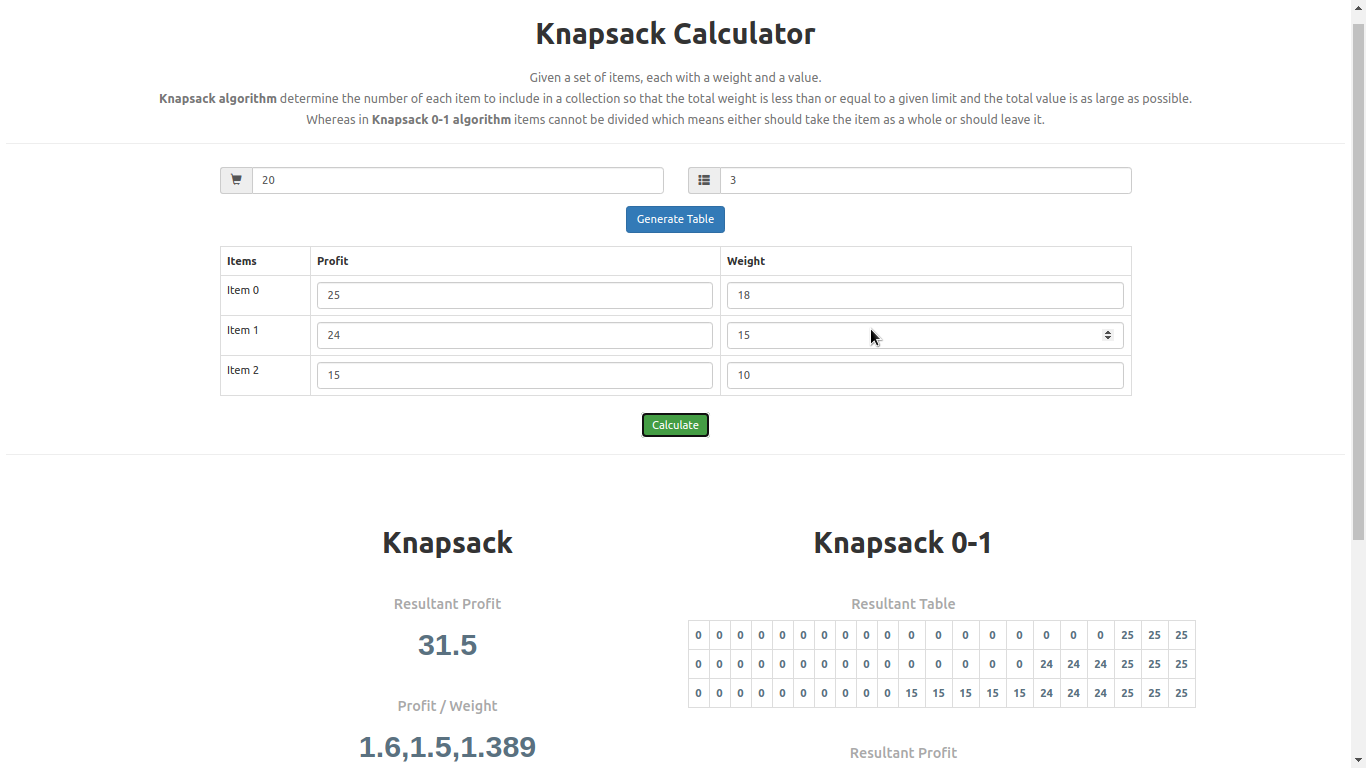 Knapsack Calculator
Given a set of items, each with a weight and a value.
Knapsack algorithm determine the number of each item to include in a collection so that the total weight is less than or equal to a given limit and the total value is as large as possible.
Whereas in Knapsack 0-1 algorithm items cannot be divided which means either should take the item as a whole or should leave it.
20 3
Generate Table
Items Profit Weight
Item 0 25 18
Item 1 24 15
Item 2 15 10
Calculate
Knapsack
Resultant Profit
31.5
Profit / Weight
1.6,1.5,1.389
Knapsack 0-1
Resultant Table
0 0 0 0 0 0 0 0 0 0 0 0 0 0 0 0 0 0 25 25 25
0 0 0 0 0 0 0 0 0 0 0 0 0 0 0 24 24 24 25 25 25
0 0 0 0 0 0 0 0 0 0 15 15 15 15 15 24 24 24 25 25 25
Resultant Profit